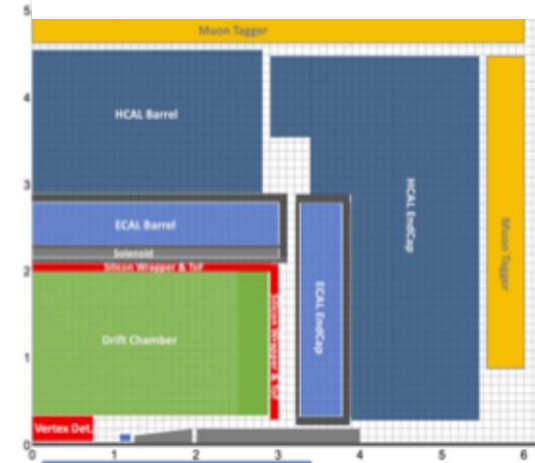 5
Muon Tagger
4
HCAL Barrel
3
ECAL Barrel
Solenoid
Silicon Wrapper & ToF
2
Drift Chamber
1
Vertex Det.
Silicon Wrapper & ToF
ECAL EndCap
HCAL EndCap
Muon Tagger
0 1 2 3 4 5 6